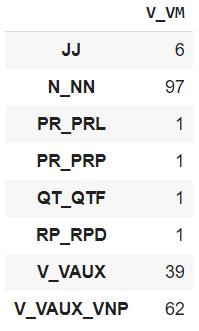 V_VM
JJ 6
N_NN 97
PR_PRL 1
PR_PRP 1
QT_QTF 1
RP_RPD 1
V_VAUX 39
V_VAUX_VNP 62